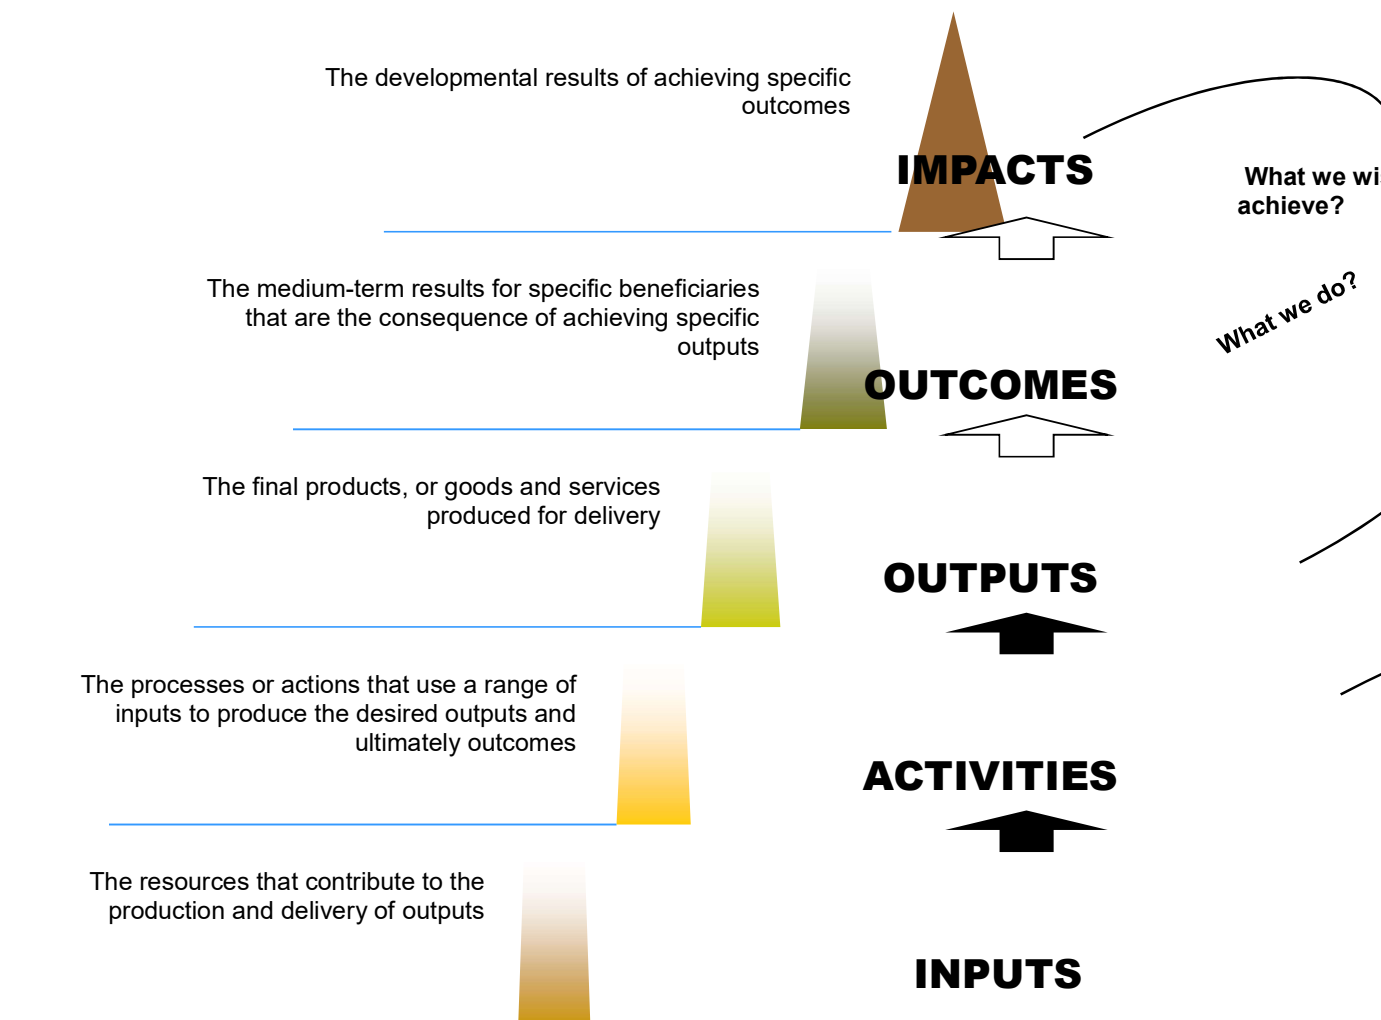 The developmental results of achieving specific
outcomes
IMPACTS
What we
achieve?
The medium-term results for specific beneficiaries
that are the consequence of achieving specific
outputs
What we do?
OUTCOMES
The final products, or goods and services
produced for delivery
OUTPUTS
The processes or actions that use a range of
inputs to produce the desired outputs and
ultimately outcomes
ACTIVITIES
The resources that contribute to the
production and delivery of outputs
INPUTS